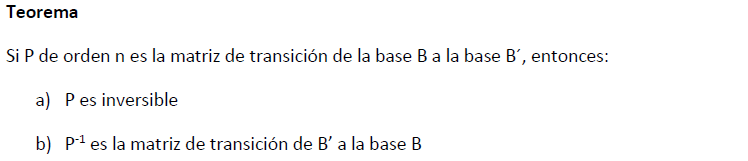 Teorema
Si P de orden n es la matriz de transición de la base B a la base B´, entonces:
a) P es inversible
b) P⁻¹ es la matriz de transición de B’ a la base B